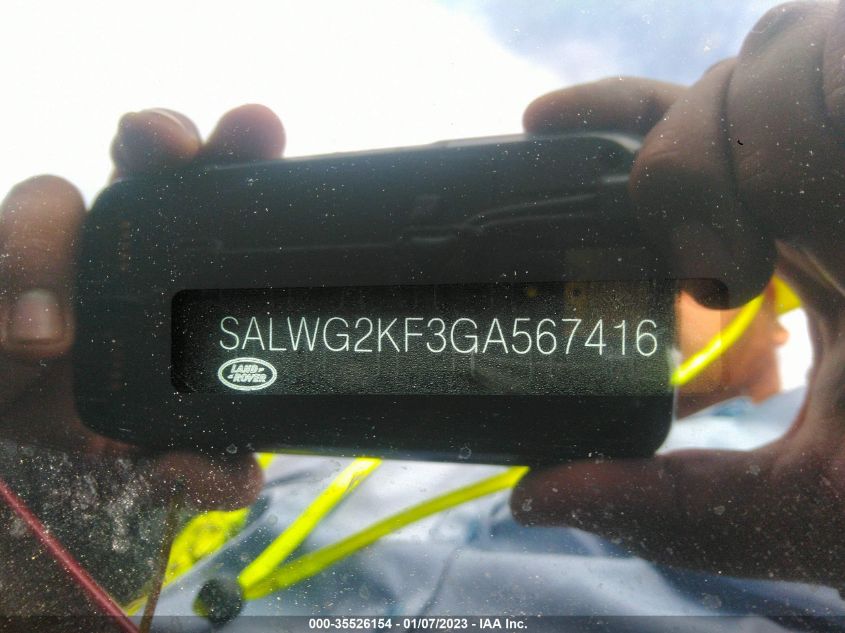 SALWG2KF3GA567416
LAND-
-ROVER
000-35526154 - 01/07/2023 - IAA Inc.